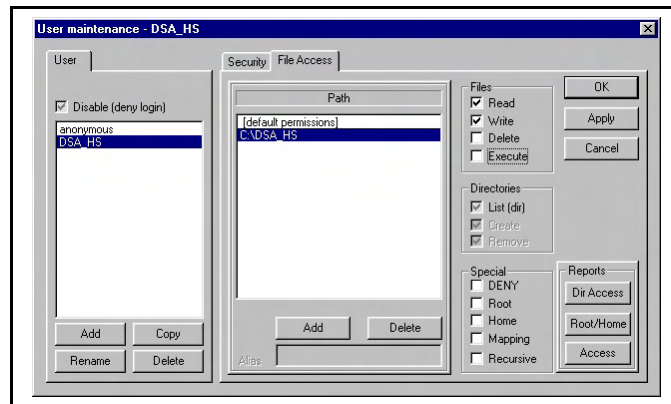 User maintenance - DSA_HS
User
Disable (deny login)
anonymous
DSA_HS
Add
Copy
Rename
Delete
Security
File Access
Path
[default permissions]
C:\DSA_HS
Add
Delete
Alias
Files
Read
Write
Delete
Execute
Directories
List (dir)
Create
Remove
Special
DENY
Root
Home
Mapping
Recursive
OK
Apply
Cancel
Reports
Dir Access
Root/Home
Access